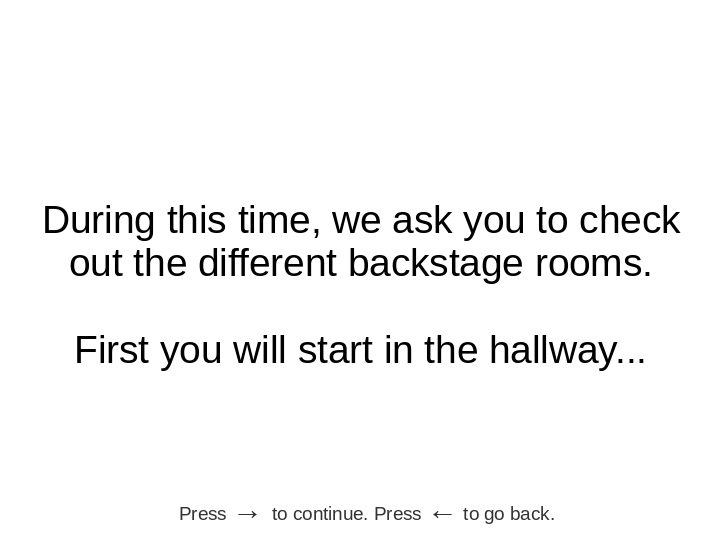 During this time, we ask you to check
out the different backstage rooms.
First you will start in the hallway...
Press → to continue. Press ← to go back.